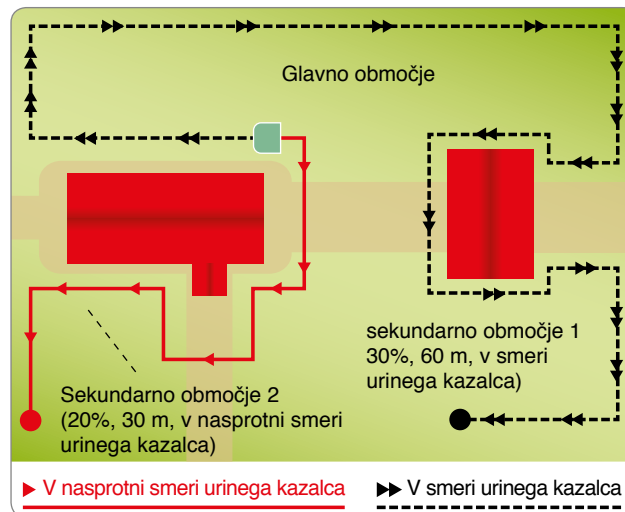 Glavno območje
sekundarno območje 1
30%, 60 m, v smeri
urinega kazalca)
Sekundarno območje 2
(20%, 30 m, v nasprotni smeri
urinega kazalca)
V nasprotni smeri urinega kazalca
V smeri urinega kazalca